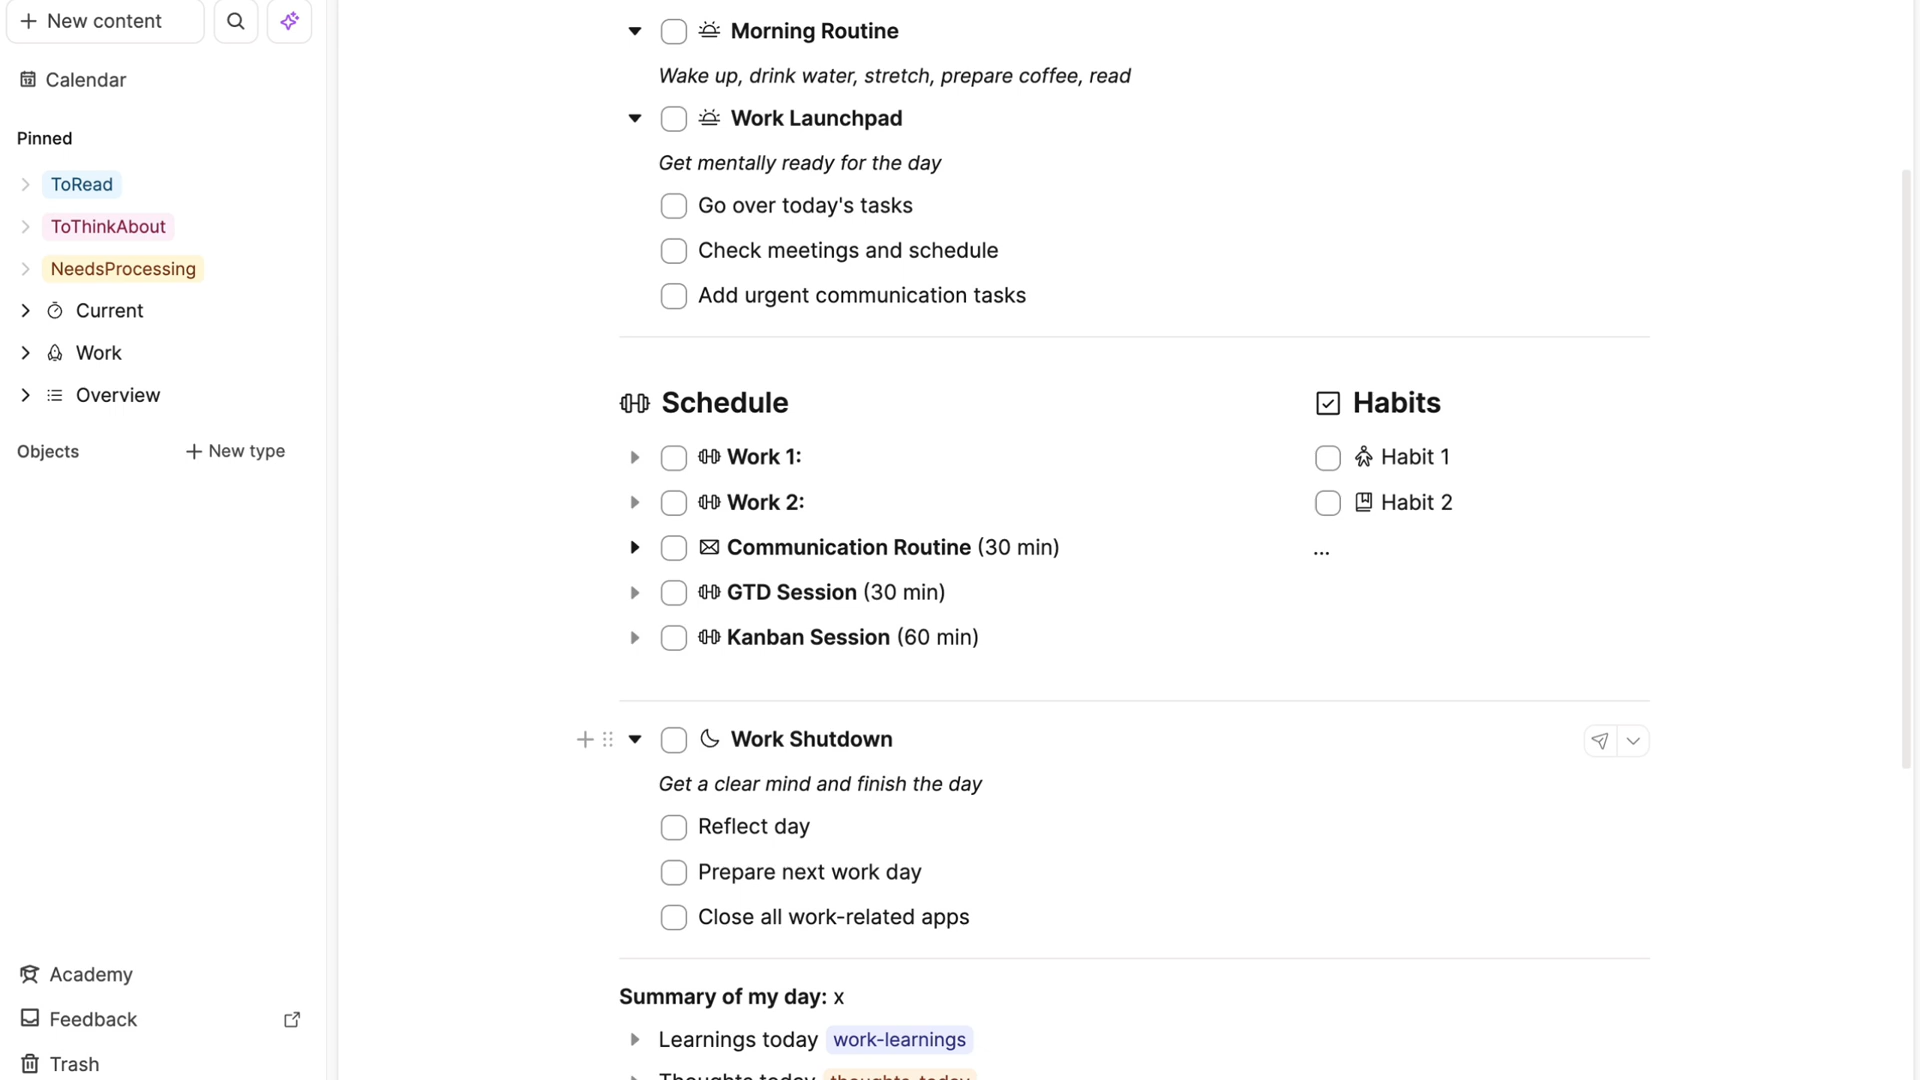 New content
Calendar
Pinned
ToRead
ToThinkAbout
NeedsProcessing
Current
Work
Overview
Objects
New type
Academy
Feedback
Trash
Morning Routine
Wake up, drink water, stretch, prepare coffee, read
Work Launchpad
Get mentally ready for the day
Go over today's tasks
Check meetings and schedule
Add urgent communication tasks
Schedule
Work 1:
Work 2:
Communication Routine (30 min)
GTD Session (30 min)
Kanban Session (60 min)
Habits
Habit 1
Habit 2
...
Work Shutdown
Get a clear mind and finish the day
Reflect day
Prepare next work day
Close all work-related apps
Summary of my day: x
Learnings today work-learnings
Thoughts today thoughts-today